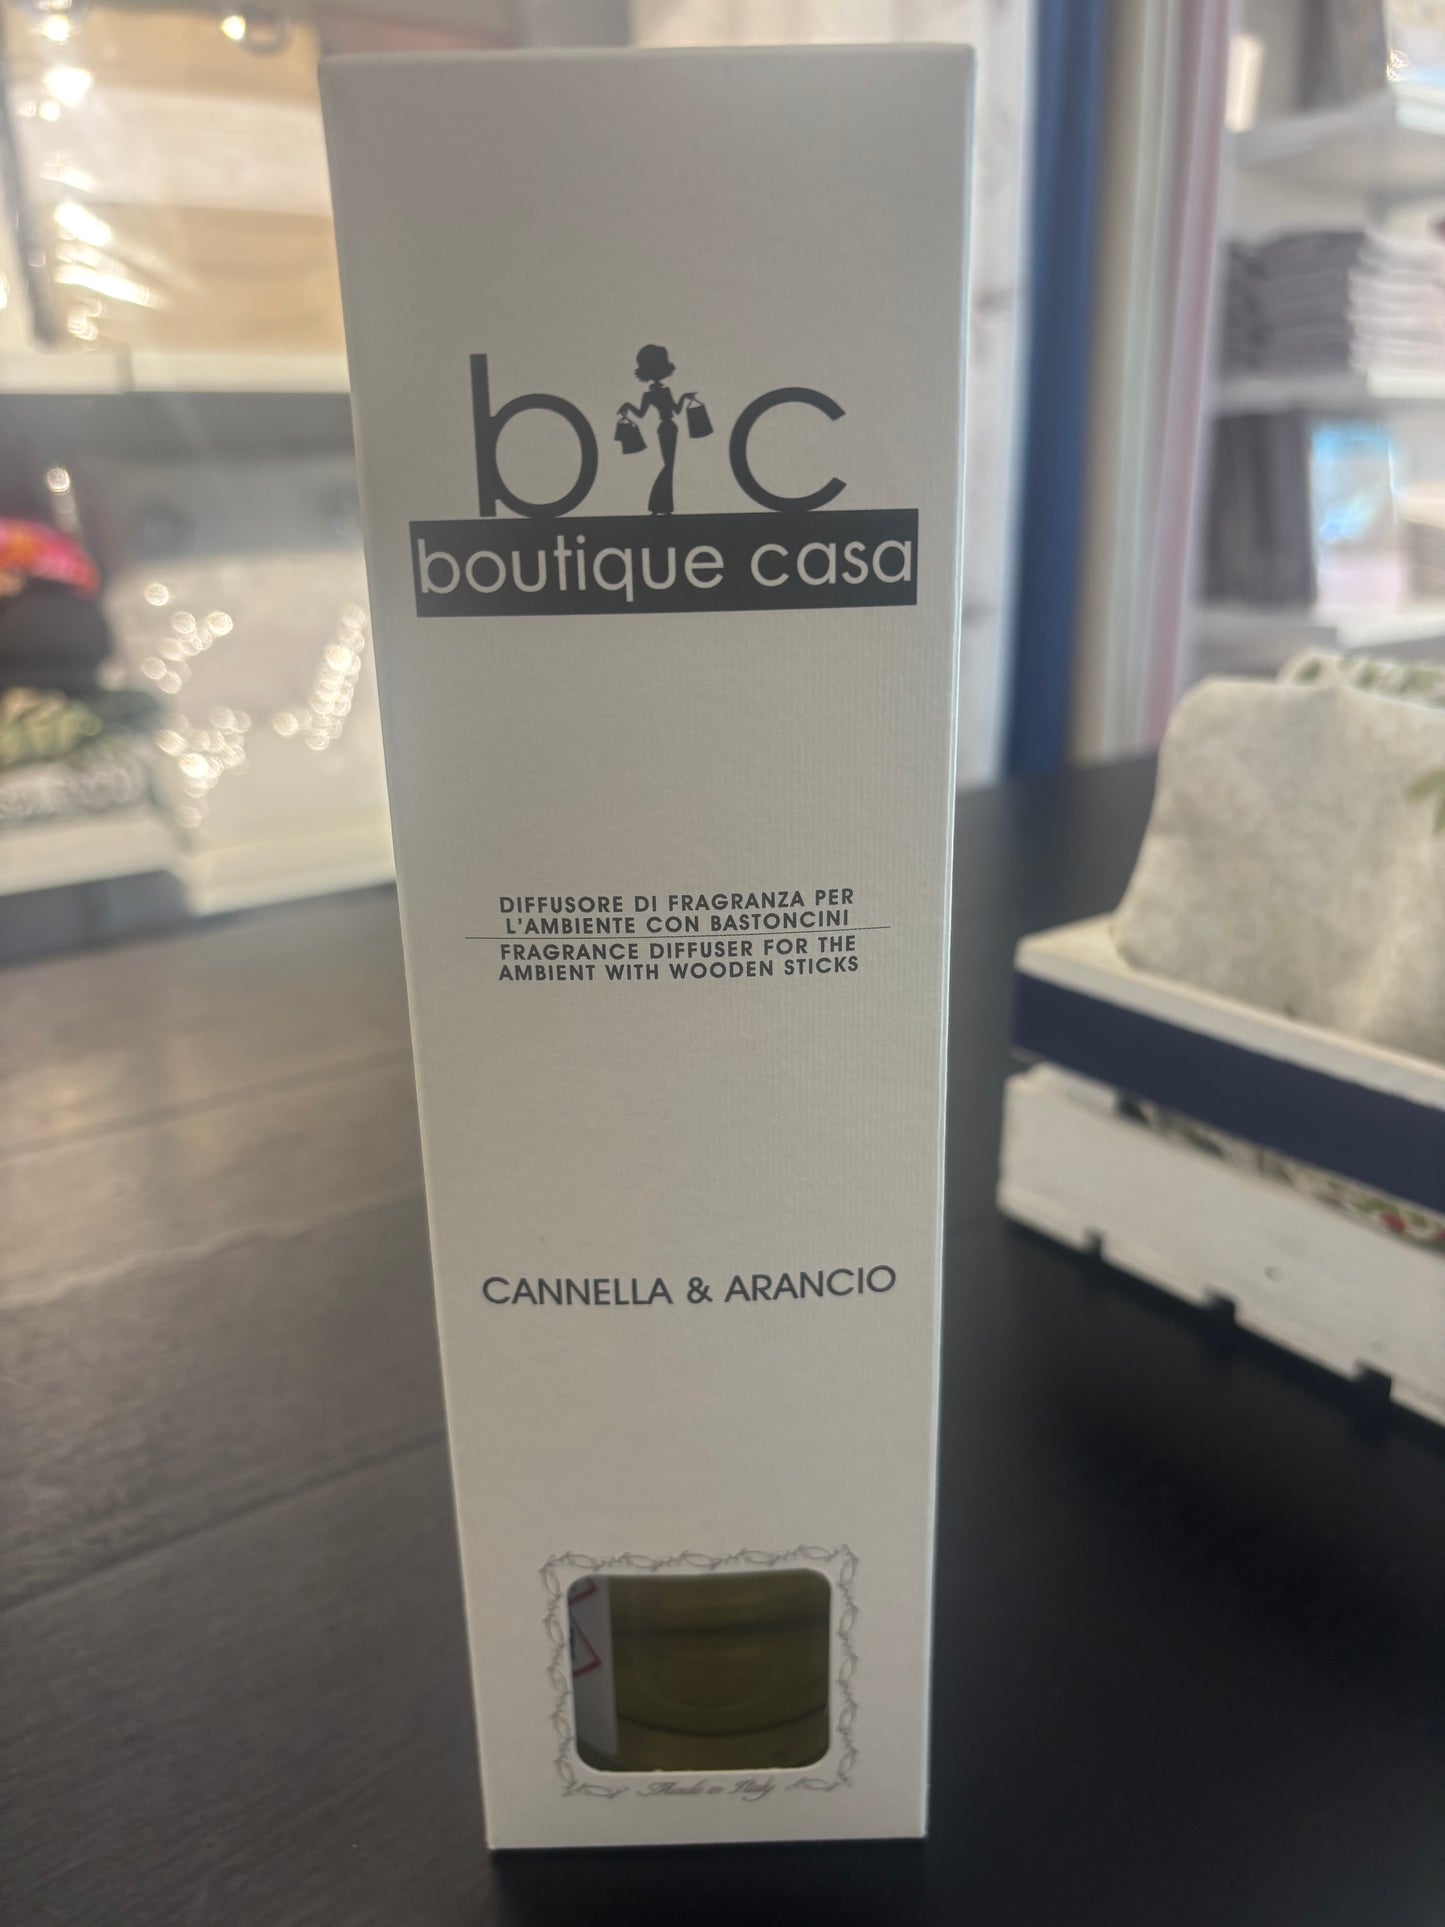 b c
boutique casa
DIFFUSORE DI FRAGRANZA PER
L'AMBIENTE CON BASTONCINI
FRAGRANCE DIFFUSER FOR THE
AMBIENT WITH WOODEN STICKS
CANNELLA & ARANCIO
Made in Italy